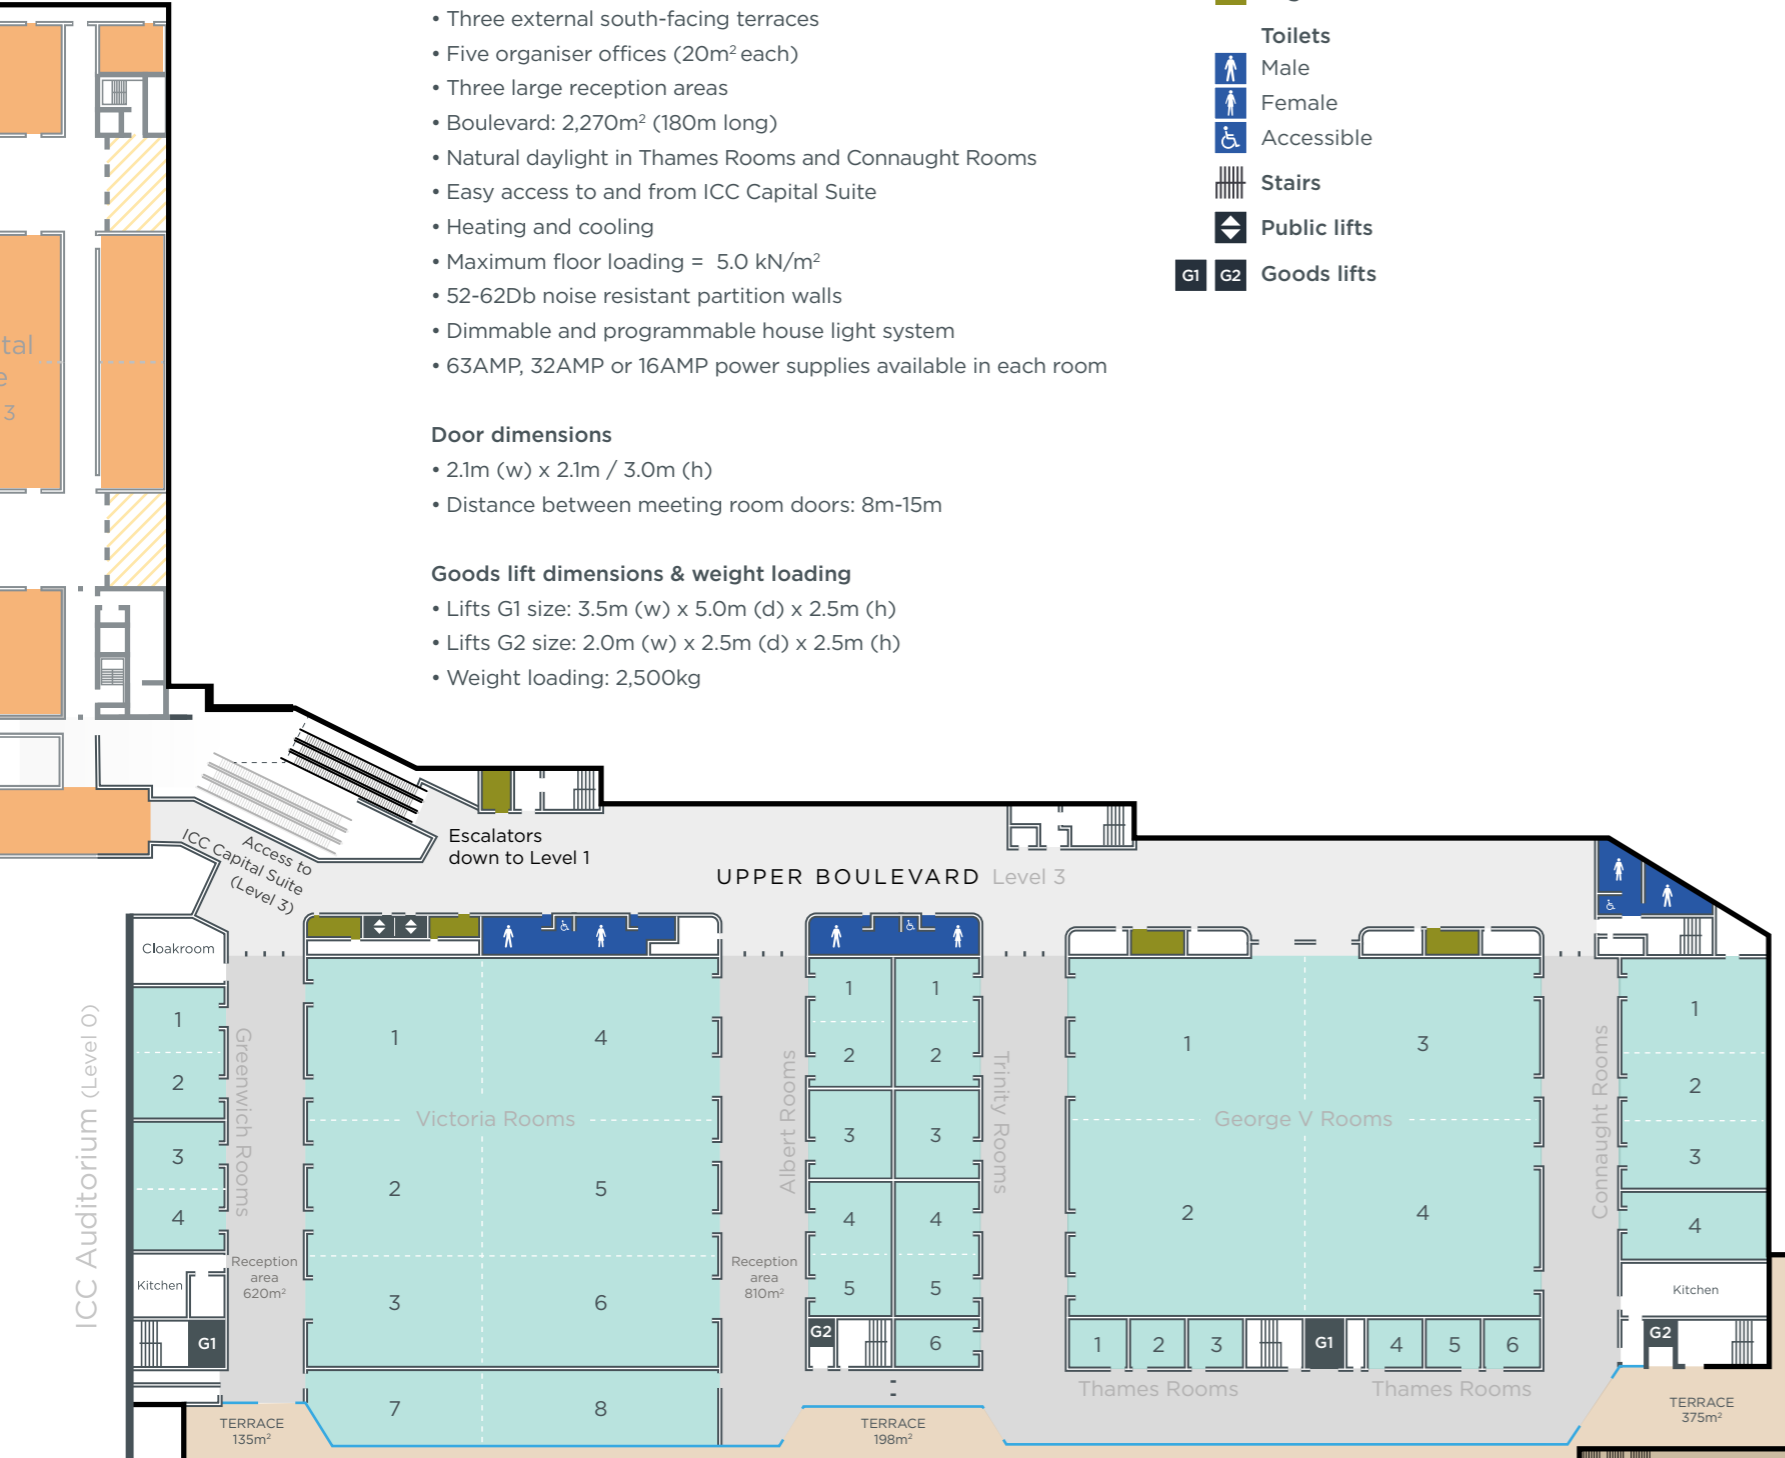 • Three external south-facing terraces
• Five organiser offices (20m² each)
• Three large reception areas
• Boulevard: 2,270m² (180m long)
• Natural daylight in Thames Rooms and Connaught Rooms
• Easy access to and from ICC Capital Suite
• Heating and cooling
• Maximum floor loading = 5.0 kN/m²
• 52-62Db noise resistant partition walls
• Dimmable and programmable house light system
• 63AMP, 32AMP or 16AMP power supplies available in each room
Door dimensions
• 2.1m (w) x 2.1m / 3.0m (h)
• Distance between meeting room doors: 8m-15m
Goods lift dimensions & weight loading
• Lifts G1 size: 3.5m (w) x 5.0m (d) x 2.5m (h)
• Lifts G2 size: 2.0m (w) x 2.5m (d) x 2.5m (h)
• Weight loading: 2,500kg
Toilets
Male
Female
Accessible
Stairs
Public lifts
G1 G2 Goods lifts
3
Escalators
down to Level 1
Access to
ICC Capital Suite
(Level 3)
UPPER BOULEVARD Level 3
ICC Auditorium (Level 0)
Cloakroom
1
2
3
4
Greenwich Rooms
Kitchen
G1
Reception
area
620m²
TERRACE
135m²
1
4
Victoria Rooms
2
5
3
6
7
8
Reception
area
810m²
Albert Rooms
1
2
3
4
5
G2
1
2
3
4
5
6
Trinity Rooms
TERRACE
198m²
1
3
George V Rooms
2
4
1
2
3
G1
4
5
6
Thames Rooms
Thames Rooms
Connaught Rooms
1
2
3
4
Kitchen
G2
TERRACE
375m²